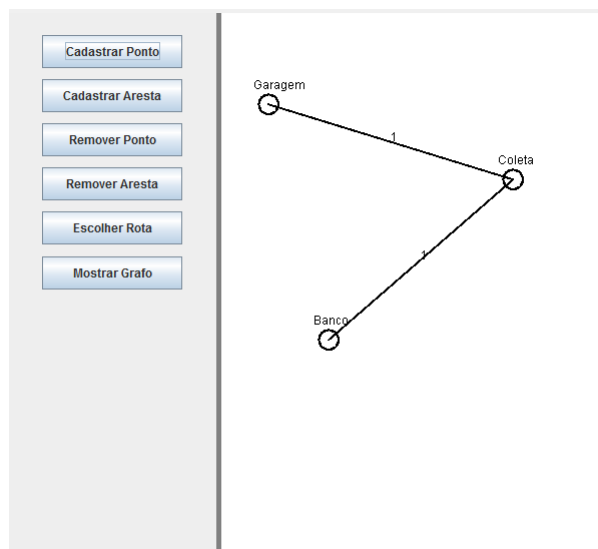 Cadastrar Ponto
Cadastrar Aresta
Remover Ponto
Remover Aresta
Escolher Rota
Mostrar Grafo
Garagem
1
Coleta
1
Banco